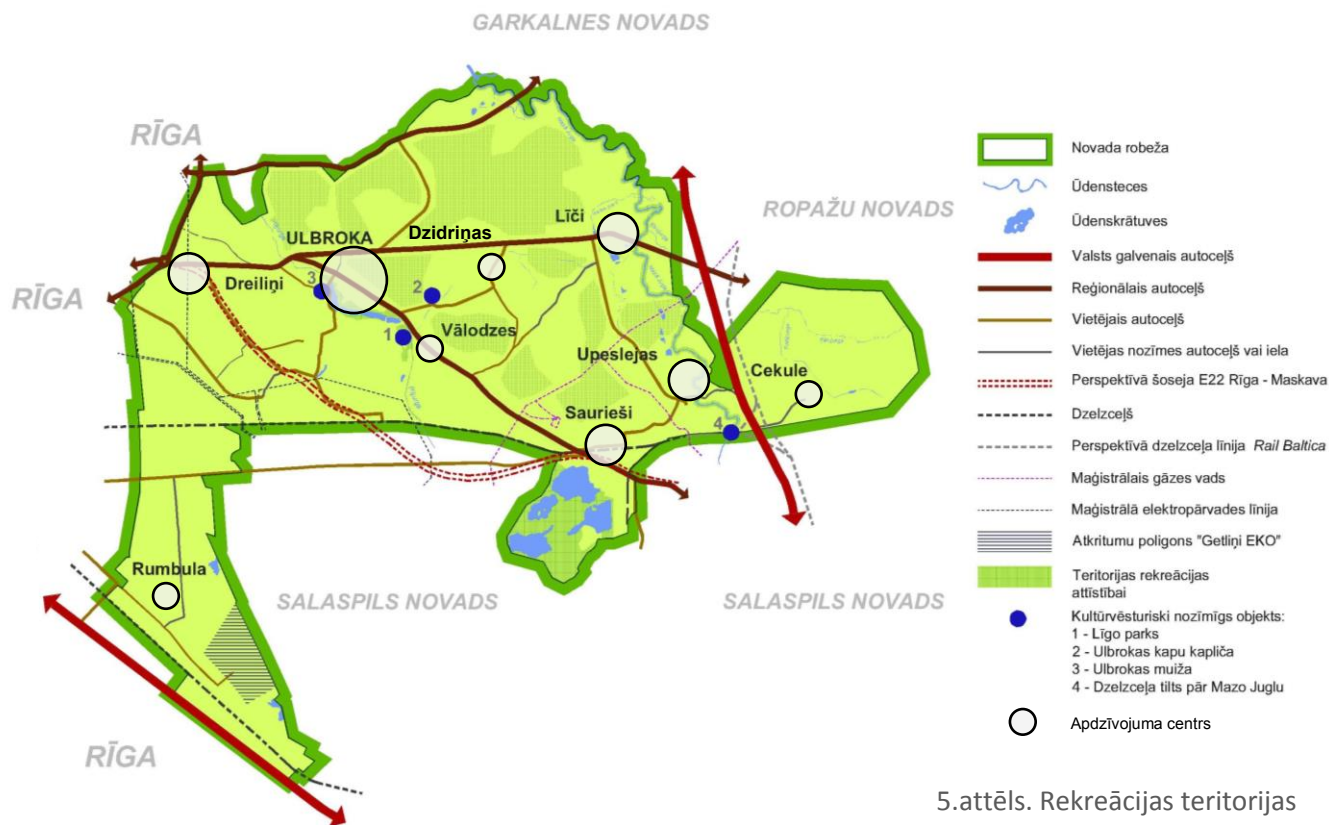 GARKALNES NOVADS
RĪGA
ROPAŽU NOVADS
Līči
Dzidriņas
ULBROKA
RĪGA
Dreiliņi
3
2
1
Vālodzes
Upeslejas
Cekule
Saurieši
4
Rumbula
SALASPILS NOVADS
SALASPILS NOVADS
RĪGA
Novada robeža
Ūdensteces
Ūdenskrātuves
Valsts galvenais autoceļš
Reģionālais autoceļš
Vietējais autoceļš
Vietējas nozīmes autoceļš vai iela
Perspektīvā šoseja E22 Rīga - Maskava
Dzelzceļš
Perspektīvā dzelzceļa līnija Rail Baltica
Maģistrālais gāzes vads
Maģistrālā elektropārvades līnija
Atkritumu poligons "Getliņi EKO"
Teritorijas rekreācijas
attīstībai
Kultūrvēsturiski nozīmīgs objekts:
1 - Līgo parks
2 - Ulbrokas kapu kapliča
3 - Ulbrokas muiža
4 - Dzelzceļa tilts pār Mazo Juglu
Apdzīvojuma centrs
5.attēls. Rekreācijas teritorijas